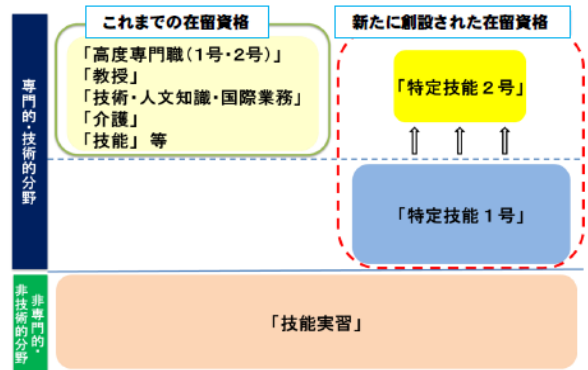 これまでの在留資格
新たに創設された在留資格
専門的・技術的分野
「高度専門職（1号・2号）」
「教授」
「技術・人文知識・国際業務」
「介護」
「技能」 等
「特定技能２号」
「特定技能１号」
非専門的・
非技術的分野
「技能実習」